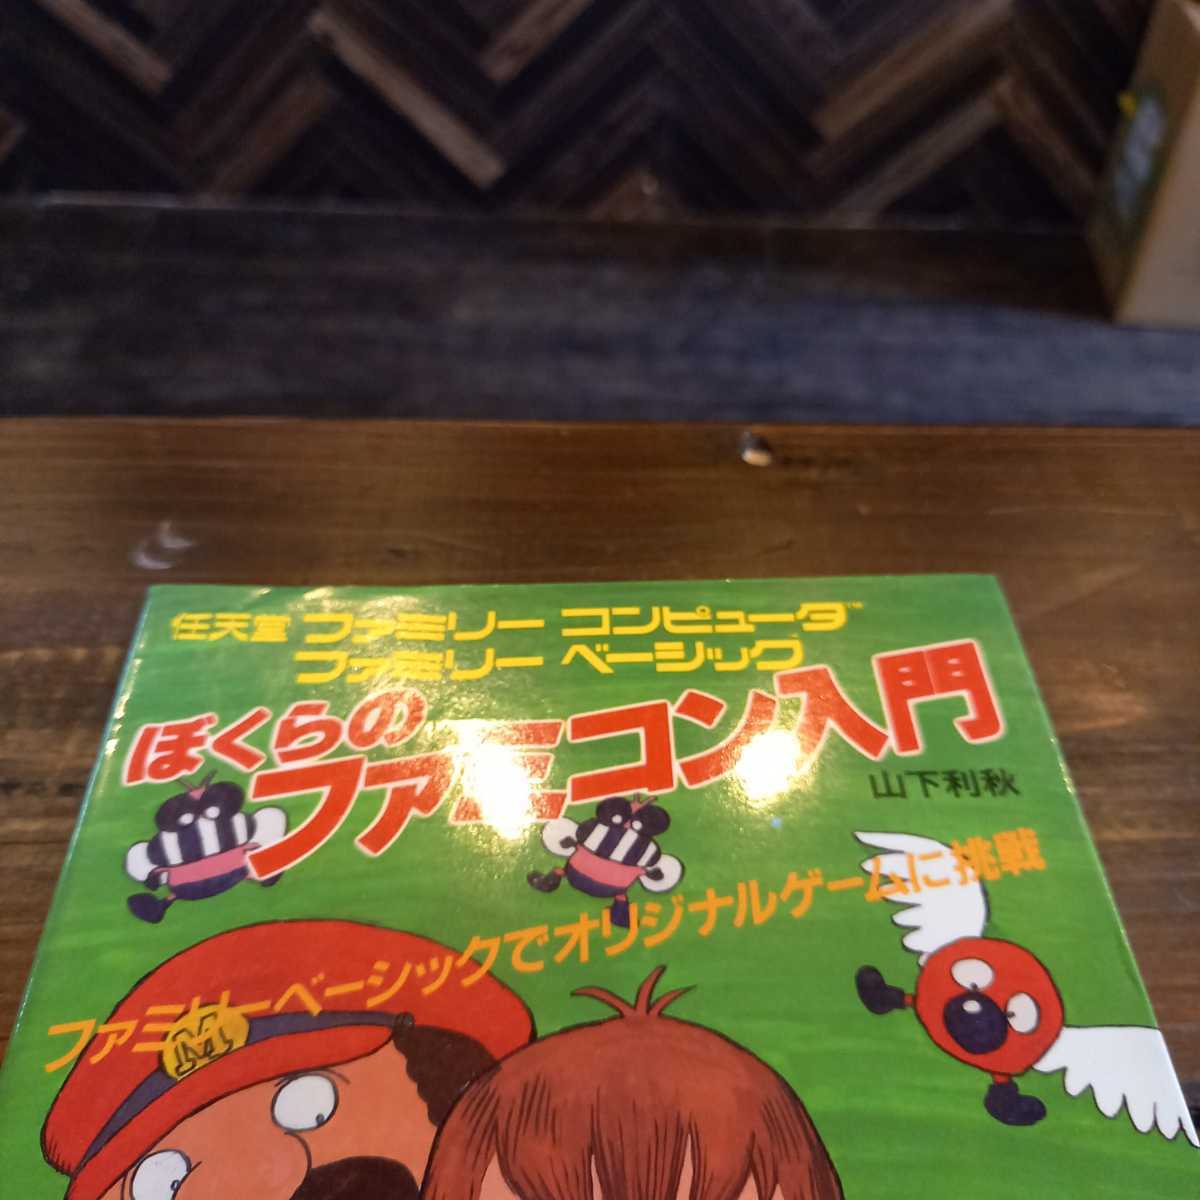 任天堂 ファミリー コンピュータ™
ファミリー ベーシック
ぼくらの
ファミコン入門
山下利秋
ファミリーベーシックでオリジナルゲームに挑戦
M